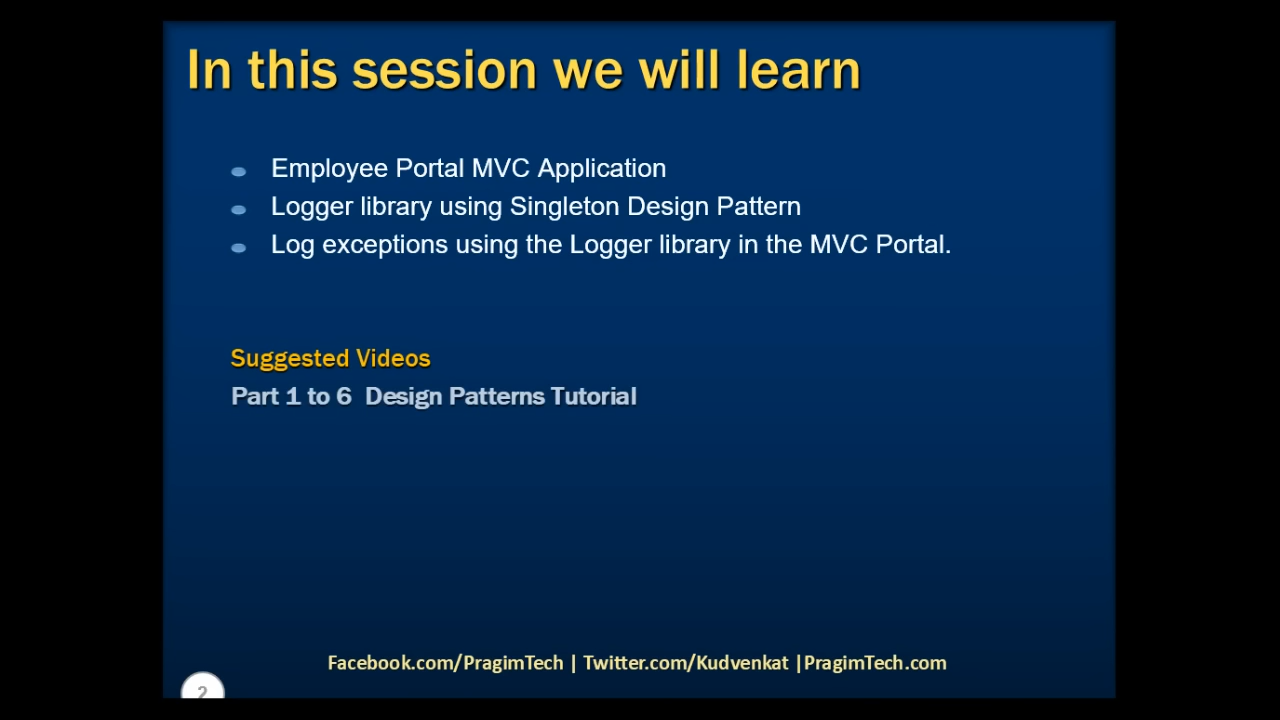 In this session we will learn
Employee Portal MVC Application
Logger library using Singleton Design Pattern
Log exceptions using the Logger library in the MVC Portal.
Suggested Videos
Part 1 to 6 Design Patterns Tutorial
Facebook.com/PragimTech | Twitter.com/Kudvenkat |PragimTech.com
2